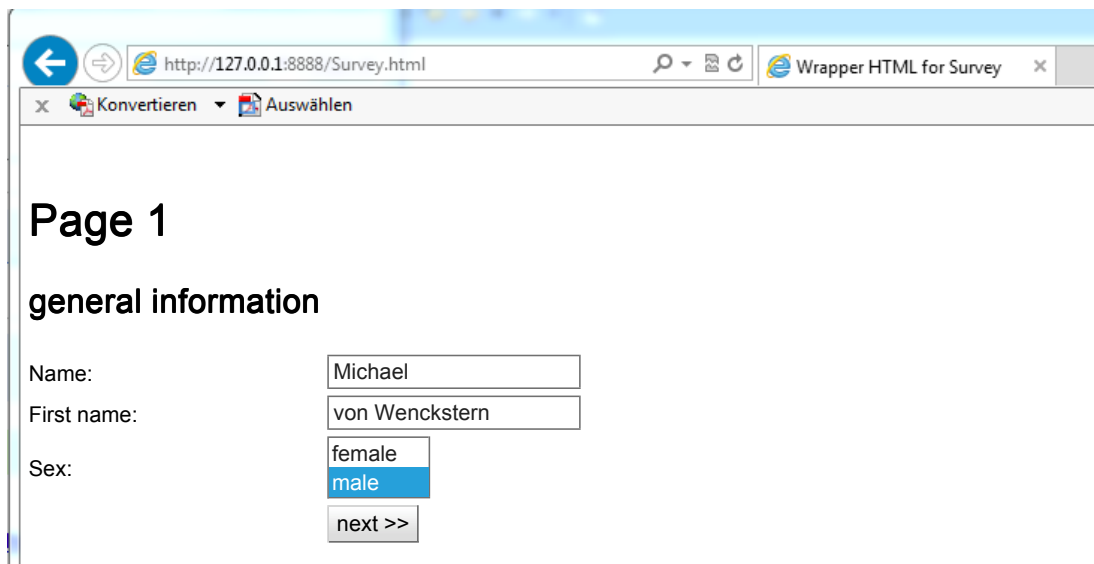 http://127.0.0.1:8888/Survey.html Wrapper HTML for Survey
x Konvertieren Auswählen
Page 1
general information
Name: Michael
First name: von Wenckstern
Sex: female
male
next >>